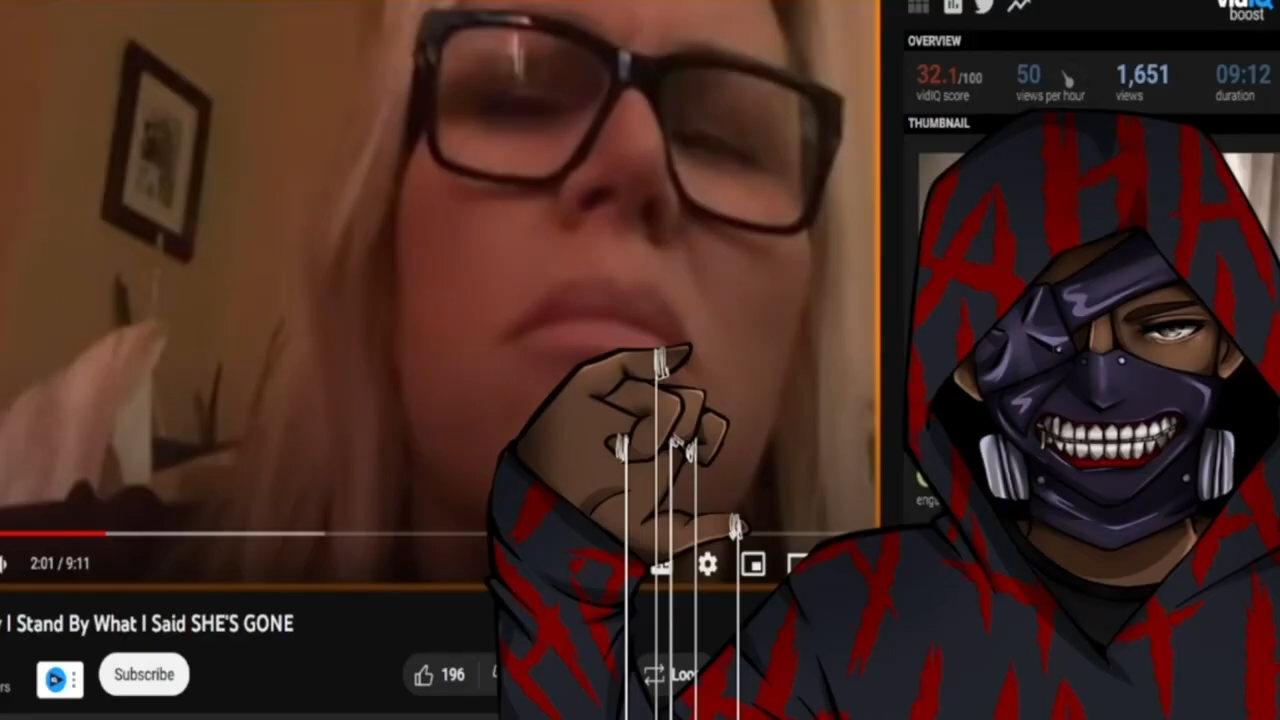 boost
OVERVIEW
32.1/100
50
1,651
09:12
vidIQ score
views per hour
views
duration
THUMBNAIL
2:01 / 9:11
I Stand By What I Said SHE'S GONE
Subscribe
196